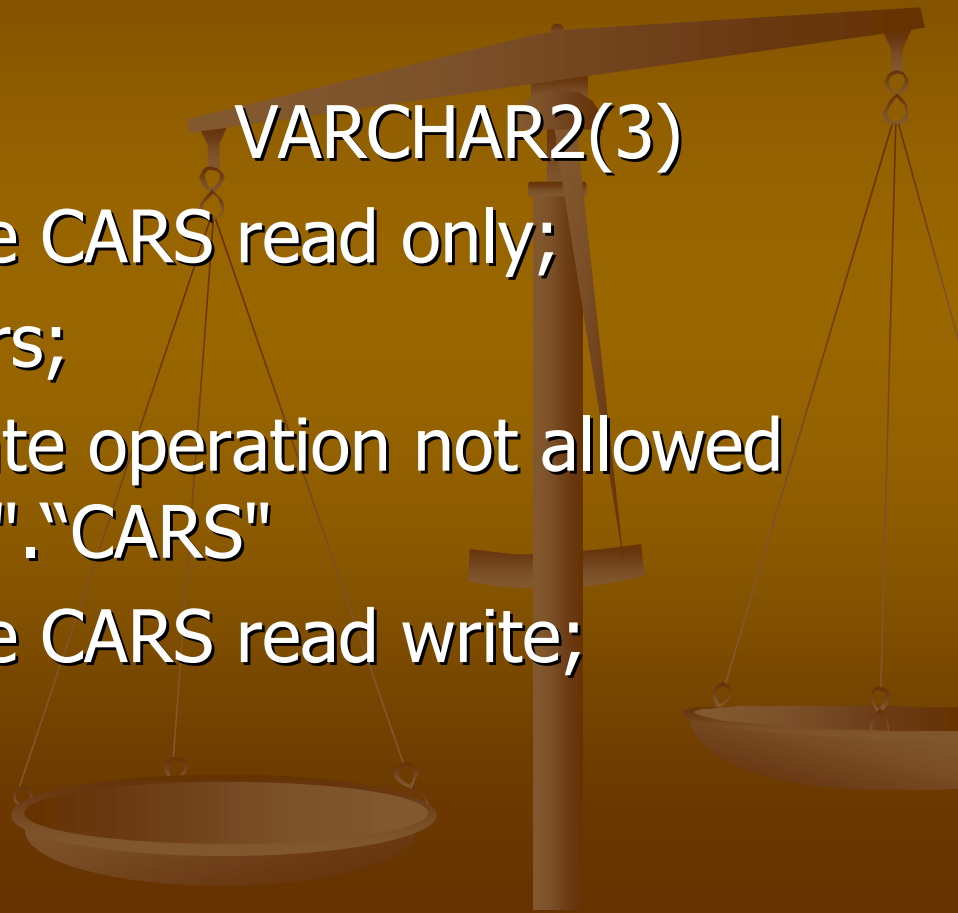 VARCHAR2(3)
e CARS read only;
rs;
te operation not allowed
".“CARS"
e CARS read write;